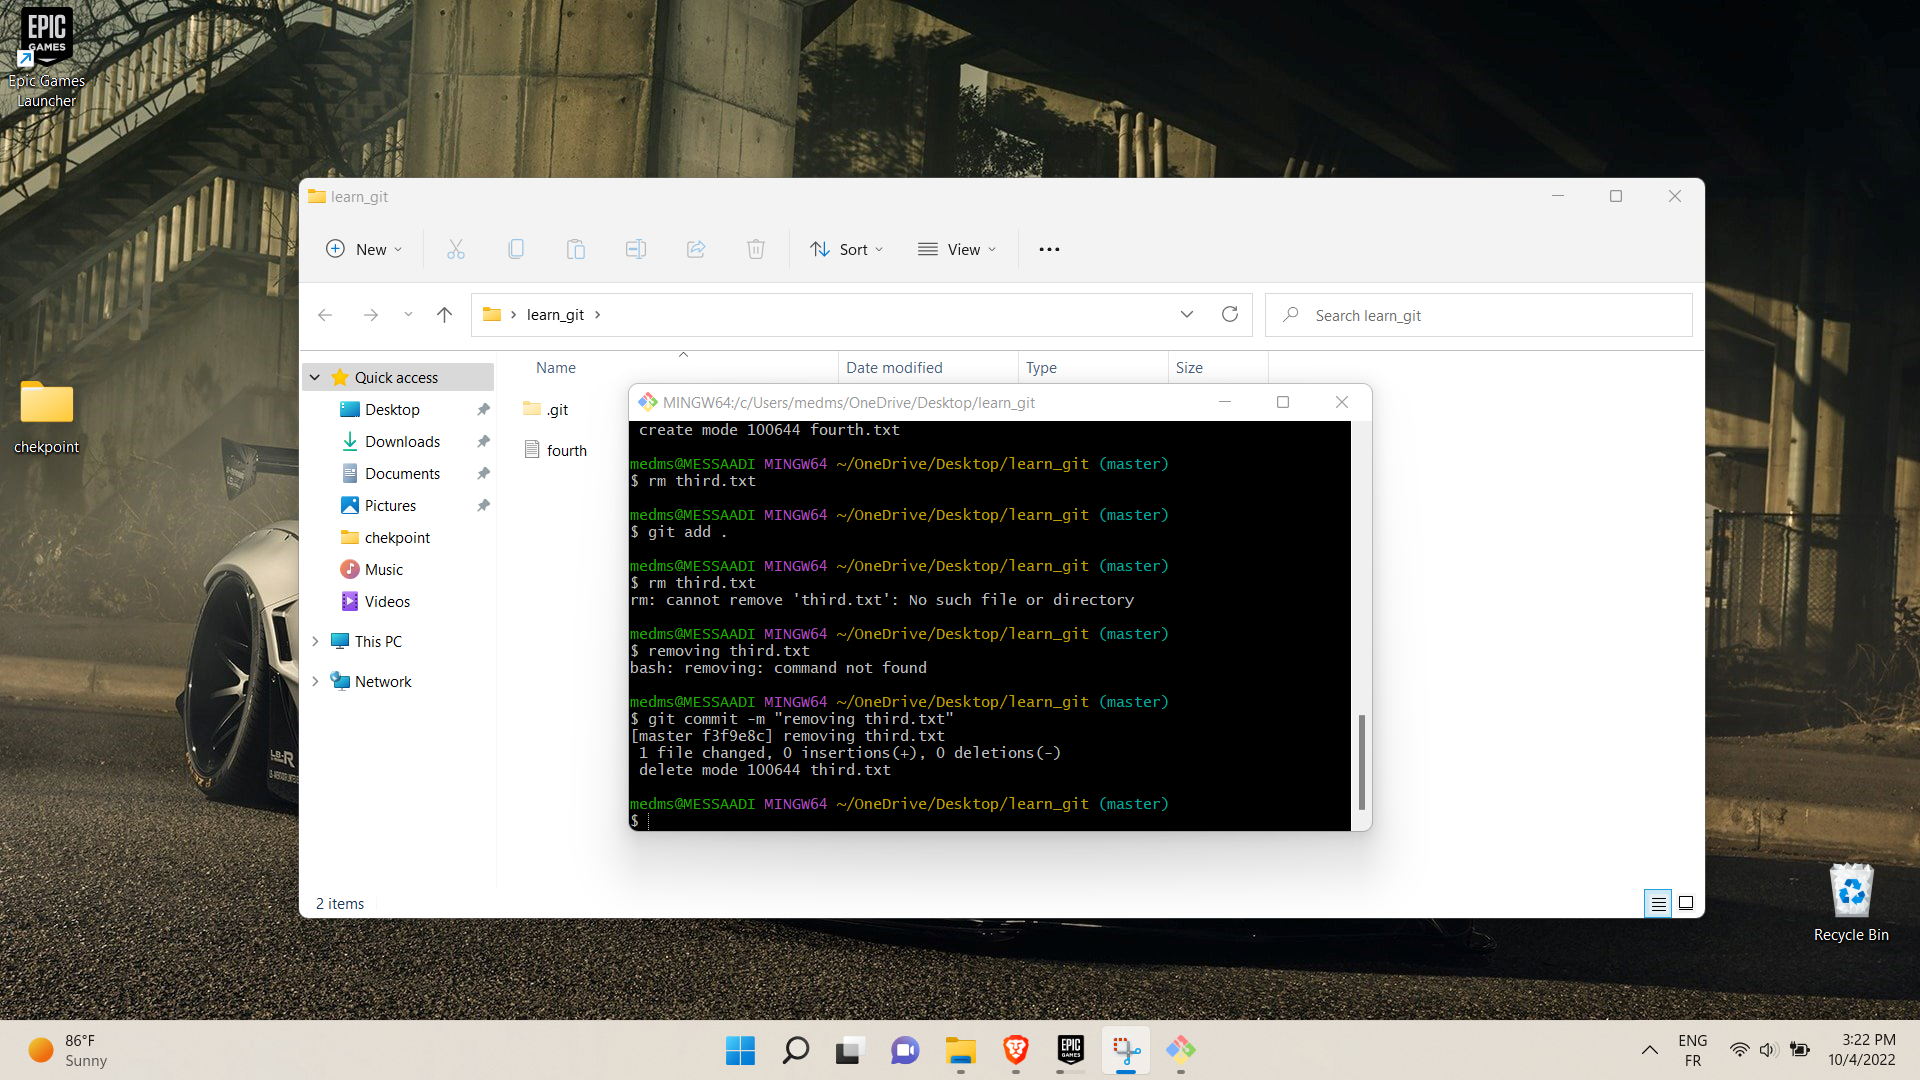 EPIC
GAMES
Epic Games
Launcher
chekpoint
learn_git
New
Sort
View
learn_git
Search learn_git
Name
Date modified
Type
Size
Quick access
Desktop
Downloads
Documents
Pictures
chekpoint
Music
Videos
This PC
Network
.git
fourth
2 items
MINGW64:/c/Users/medms/OneDrive/Desktop/learn_git
create mode 100644 fourth.txt
medms@MESSAADI MINGW64 ~/OneDrive/Desktop/learn_git (master)
$ rm third.txt
medms@MESSAADI MINGW64 ~/OneDrive/Desktop/learn_git (master)
$ git add .
medms@MESSAADI MINGW64 ~/OneDrive/Desktop/learn_git (master)
$ rm third.txt
rm: cannot remove 'third.txt': No such file or directory
medms@MESSAADI MINGW64 ~/OneDrive/Desktop/learn_git (master)
$ removing third.txt
bash: removing: command not found
medms@MESSAADI MINGW64 ~/OneDrive/Desktop/learn_git (master)
$ git commit -m "removing third.txt"
[master f3f9e8c] removing third.txt
1 file changed, 0 insertions(+), 0 deletions(-)
delete mode 100644 third.txt
medms@MESSAADI MINGW64 ~/OneDrive/Desktop/learn_git (master)
$
Recycle Bin
86°F
Sunny
EPIC
GAMES
ENG
FR
3:22 PM
10/4/2022